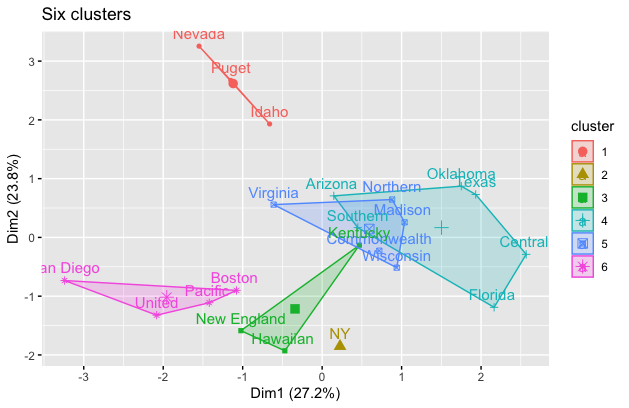 Six clusters
Nevada
Puget
Idaho
Oklahoma
Texas
Arizona
Northern
Virginia
Madison
Southern
Kentucky
Commonwealth
Central
Wisconsin
an Diego
Boston
Pacific
Florida
United
New England
Hawaiian
NY
3
2
1
0
-1
-2
-3
-2
-1
0
1
2
Dim1 (27.2%)
Dim2 (23.8%)
cluster
1
2
3
4
5
6